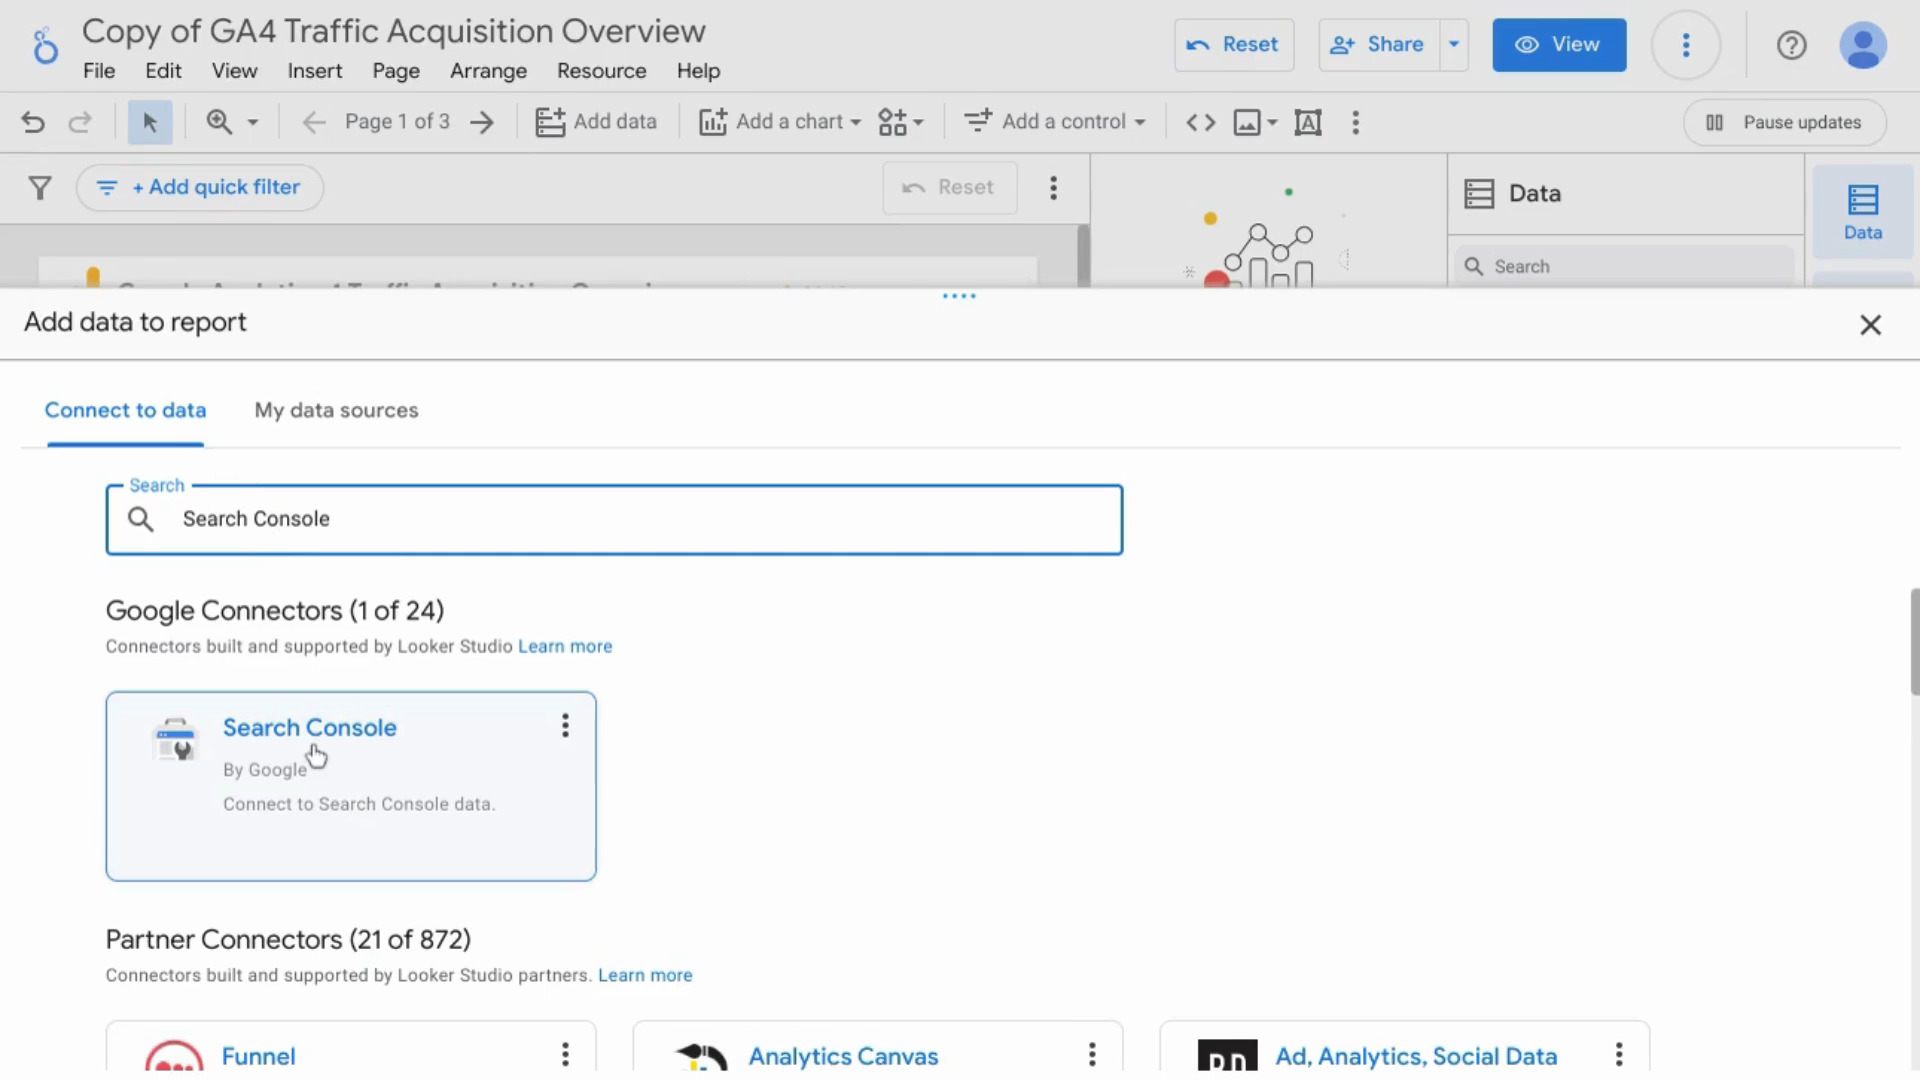 Copy of GA4 Traffic Acquisition Overview
Reset
Share
View
File Edit View Insert Page Arrange Resource Help
Page 1 of 3
Add data
Add a chart
Add a control
Pause updates
+ Add quick filter
Reset
Data
Data
Search
Add data to report
Connect to data
My data sources
Search
Search Console
Google Connectors (1 of 24)
Connectors built and supported by Looker Studio Learn more
Search Console
By Google
Connect to Search Console data.
Partner Connectors (21 of 872)
Connectors built and supported by Looker Studio partners. Learn more
Funnel
Analytics Canvas
Ad, Analytics, Social Data